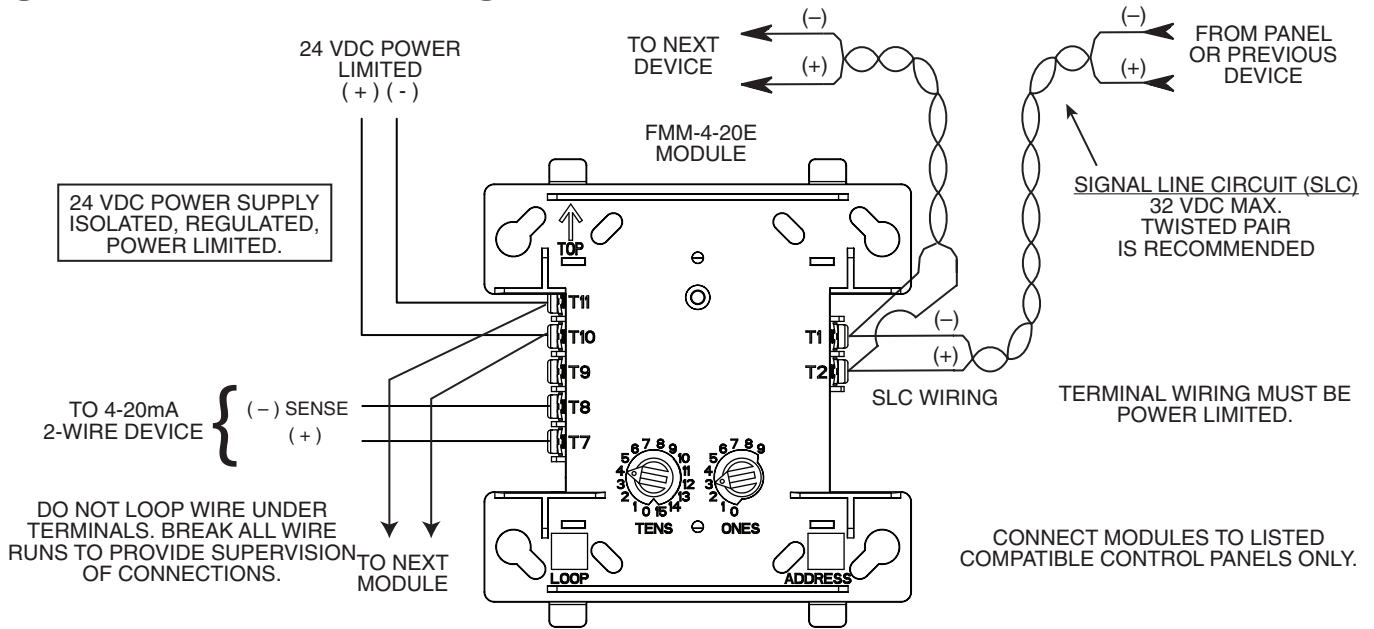 24 VDC POWER
LIMITED
( + ) ( - )
24 VDC POWER SUPPLY
ISOLATED, REGULATED,
POWER LIMITED.
TO NEXT
DEVICE
(–)
(+)
(–)
(+)
FROM PANEL
OR PREVIOUS
DEVICE
FMM-4-20E
MODULE
SIGNAL LINE CIRCUIT (SLC)
32 VDC MAX.
TWISTED PAIR
IS RECOMMENDED
TOP
T11
T10
T9
T8
T7
T1
T2
(–)
(+)
SLC WIRING
TERMINAL WIRING MUST BE
POWER LIMITED.
TO 4-20mA
2-WIRE DEVICE
( – ) SENSE
( + )
DO NOT LOOP WIRE UNDER
TERMINALS. BREAK ALL WIRE
RUNS TO PROVIDE SUPERVISION
OF CONNECTIONS.
TO NEXT
MODULE
0 1 2 3 4 5 6 7 8 9 10 11 12 13 14 15
TENS
0 1 2 3 4 5 6 7 8 9
ONES
LOOP
ADDRESS
CONNECT MODULES TO LISTED
COMPATIBLE CONTROL PANELS ONLY.